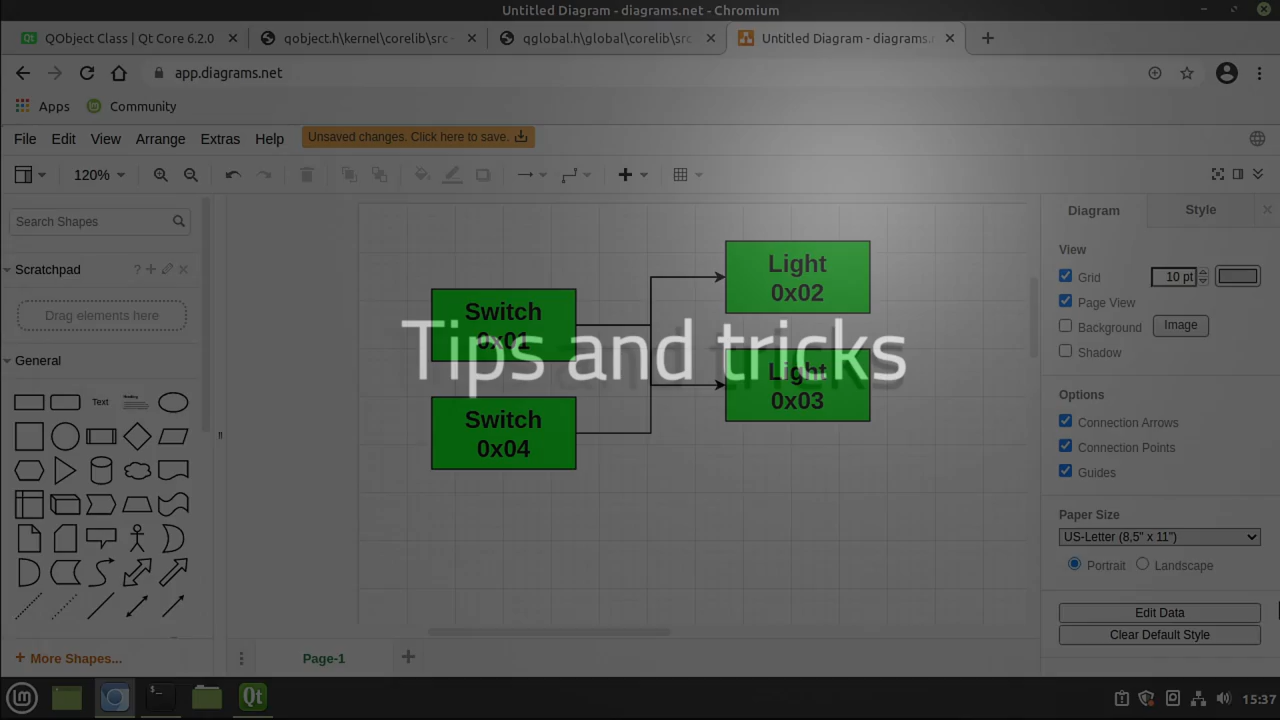 Untitled Diagram - diagrams.net - Chromium
QObject Class | Qt Core 6.2.0
qobject.h\kernel\corelib\src -
qglobal.h\global\corelib\src
Untitled Diagram - diagrams.n
app.diagrams.net
Apps
Community
File Edit View Arrange Extras Help
Unsaved changes. Click here to save.
120%
Search Shapes
Scratchpad
?
Drag elements here
General
Text
Heading
More Shapes...
Switch
0x01
Switch
0x04
Light
0x02
Light
0x03
Tips and tricks
Page-1
Diagram
Style
View
Grid
10 pt
Page View
Background
Image
Shadow
Options
Connection Arrows
Connection Points
Guides
Paper Size
US-Letter (8,5" x 11")
Portrait
Landscape
Edit Data
Clear Default Style
Qt
15:37